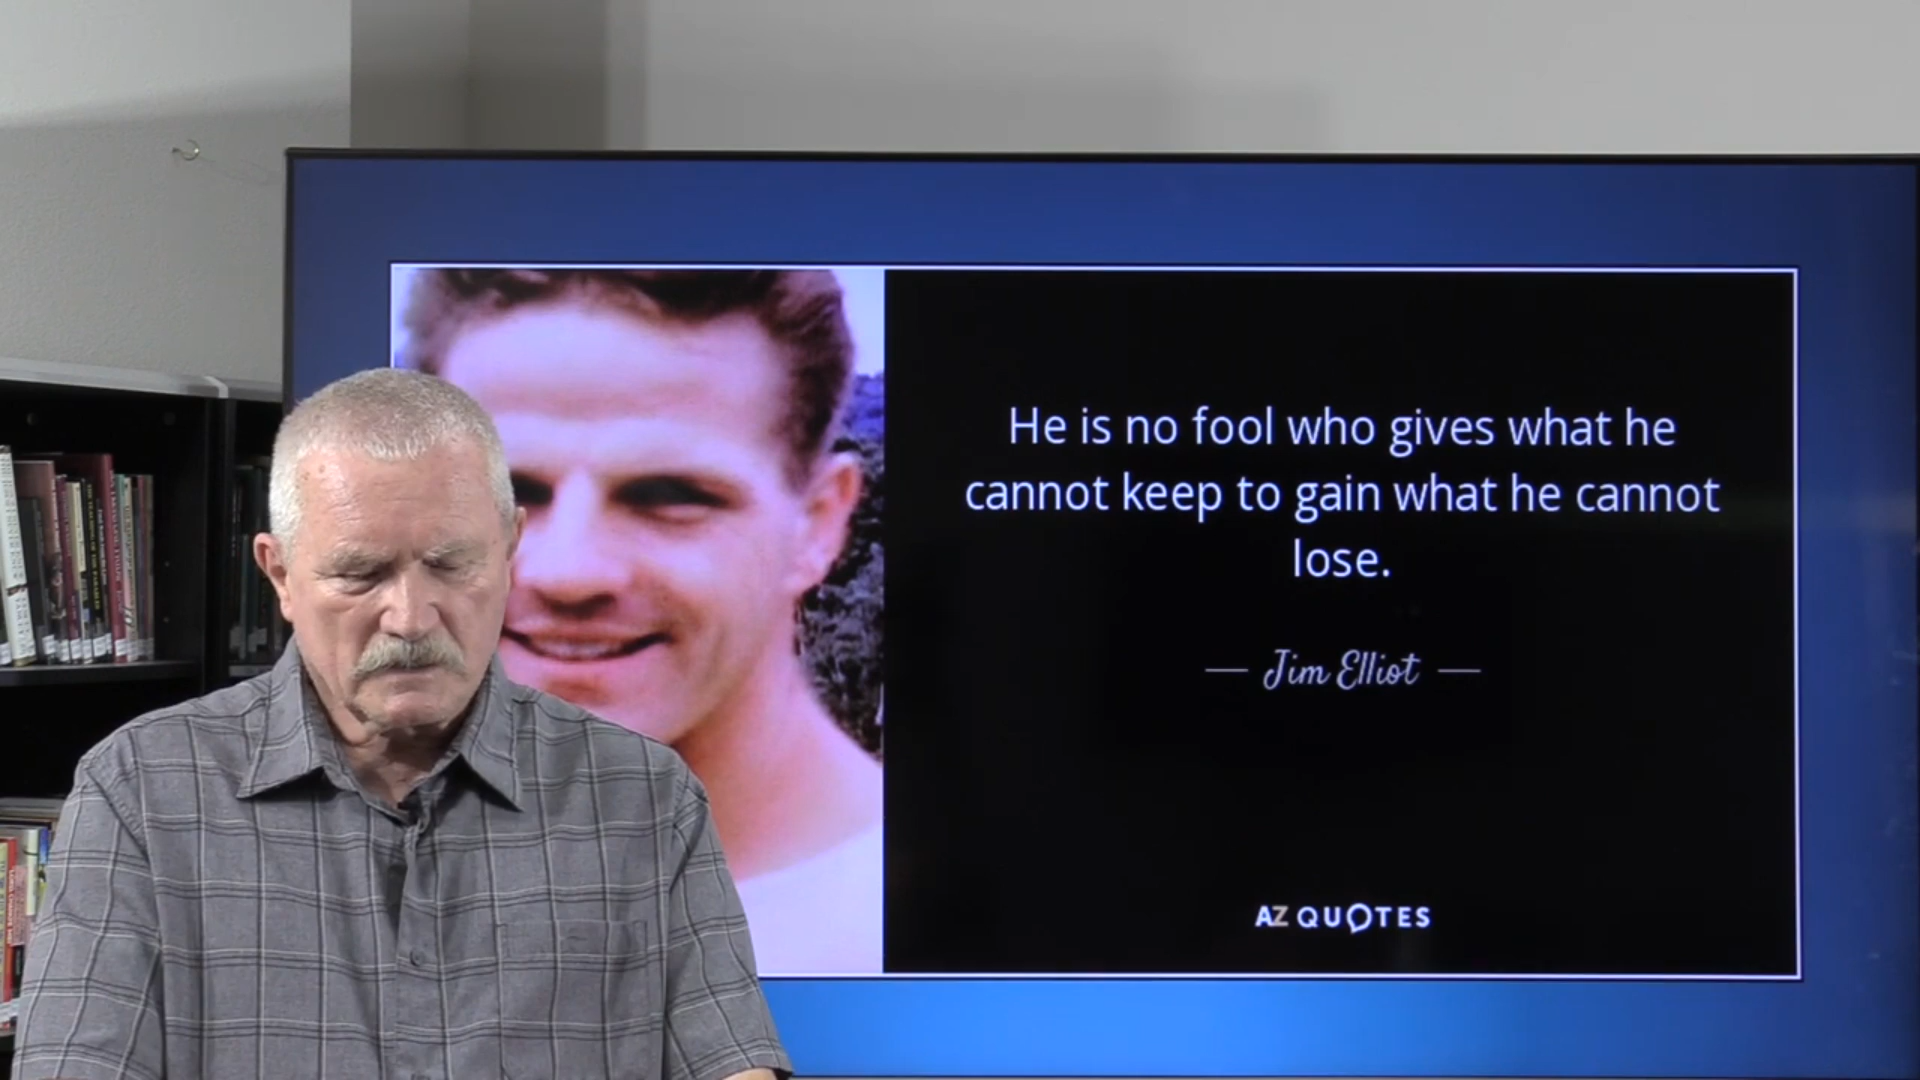 He is no fool who gives what he
cannot keep to gain what he cannot
lose.
— Jim Elliot —
AZ QUOTES